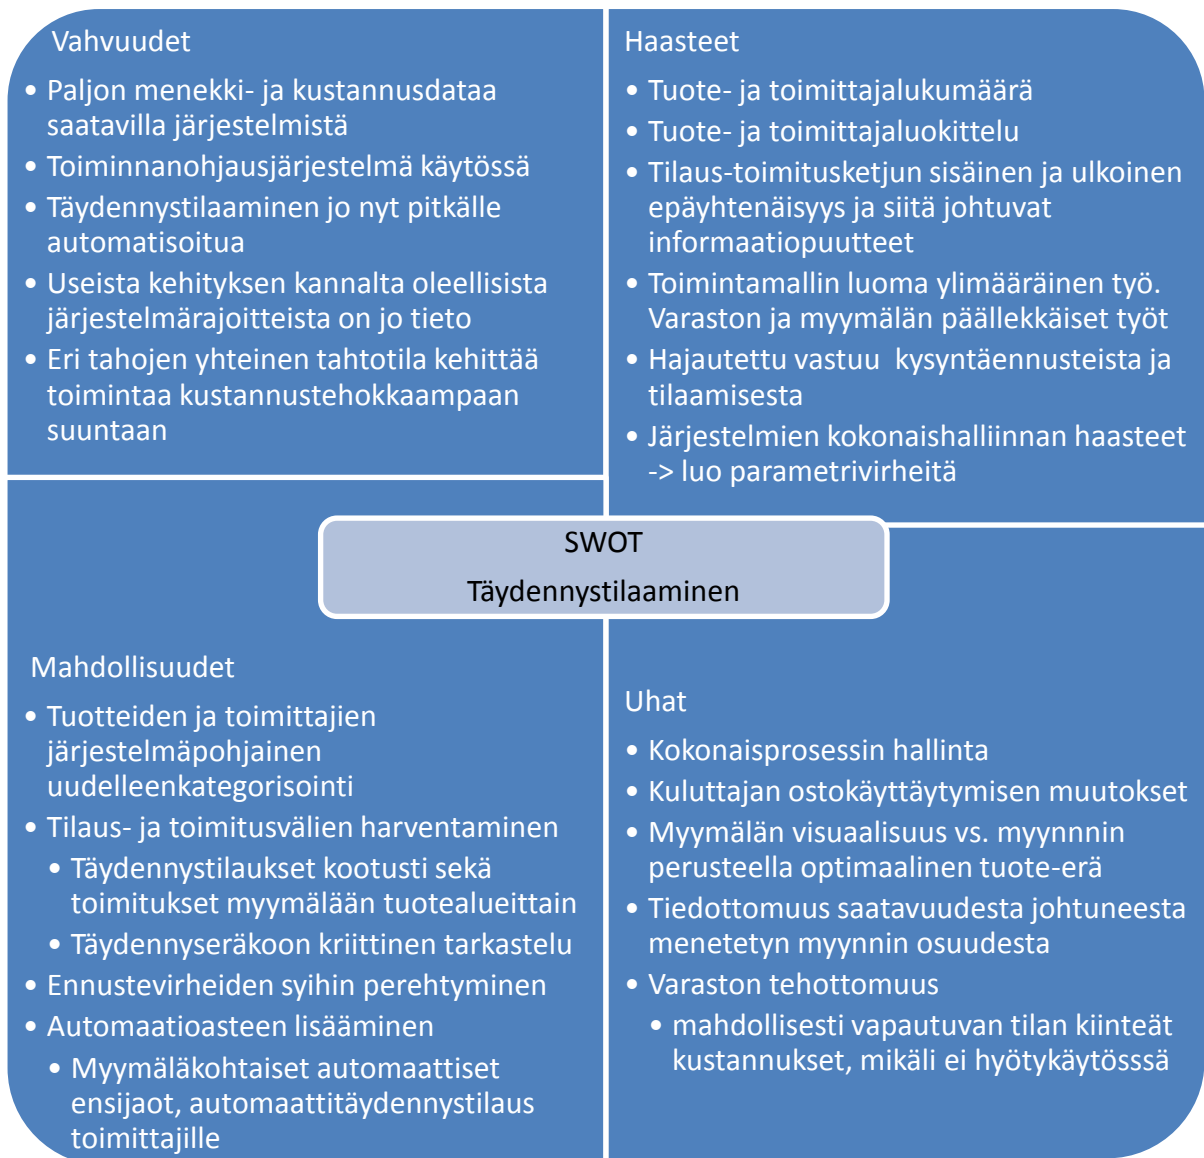 Vahvuudet
• Paljon menekki- ja kustannusdataa
saatavilla järjestelmistä
• Toiminnanohjausjärjestelmä käytössä
• Täydennystilaaminen jo nyt pitkälle
automatisoitua
• Useista kehityksen kannalta oleellisista
järjestelmärajoitteista on jo tieto
• Eri tahojen yhteinen tahtotila kehittää
toimintaa kustannustehokkaampaan
suuntaan
Haasteet
• Tuote- ja toimittajalukumäärä
• Tuote- ja toimittajaluokittelu
• Tilaus-toimitusketjun sisäinen ja ulkoinen
epäyhtenäisyys ja siitä johtuvat
informaatiopuutteet
• Toimintamallin luoma ylimääräinen työ.
Varaston ja myymälän päällekkäiset työt
• Hajautettu vastuu kysyntäennusteista ja
tilaamisesta
• Järjestelmien kokonaishalliinnan haasteet
-> luo parametrivirheitä
SWOT
Täydennystilaaminen
Mahdollisuudet
• Tuotteiden ja toimittajien
järjestelmäpohjainen
uudelleenkategorisointi
• Tilaus- ja toimitusvälien harventaminen
• Täydennystilaukset kootusti sekä
toimitukset myymälään tuotealueittain
• Täydennyseräkoon kriittinen tarkastelu
• Ennustevirheiden syihin perehtyminen
• Automaatioasteen lisääminen
• Myymäläkohtaiset automaattiset
ensijaot, automaattitäydennystilaus
toimittajille
Uhat
• Kokonaisprosessin hallinta
• Kuluttajan ostokäyttäytymisen muutokset
• Myymälän visuaalisuus vs. myynnnin
perusteella optimaalinen tuote-erä
• Tiedottomuus saatavuudesta johtuneesta
menetetyn myynnin osuudesta
• Varaston tehottomuus
• mahdollisesti vapautuvan tilan kiinteät
kustannukset, mikäli ei hyötykäytösssä